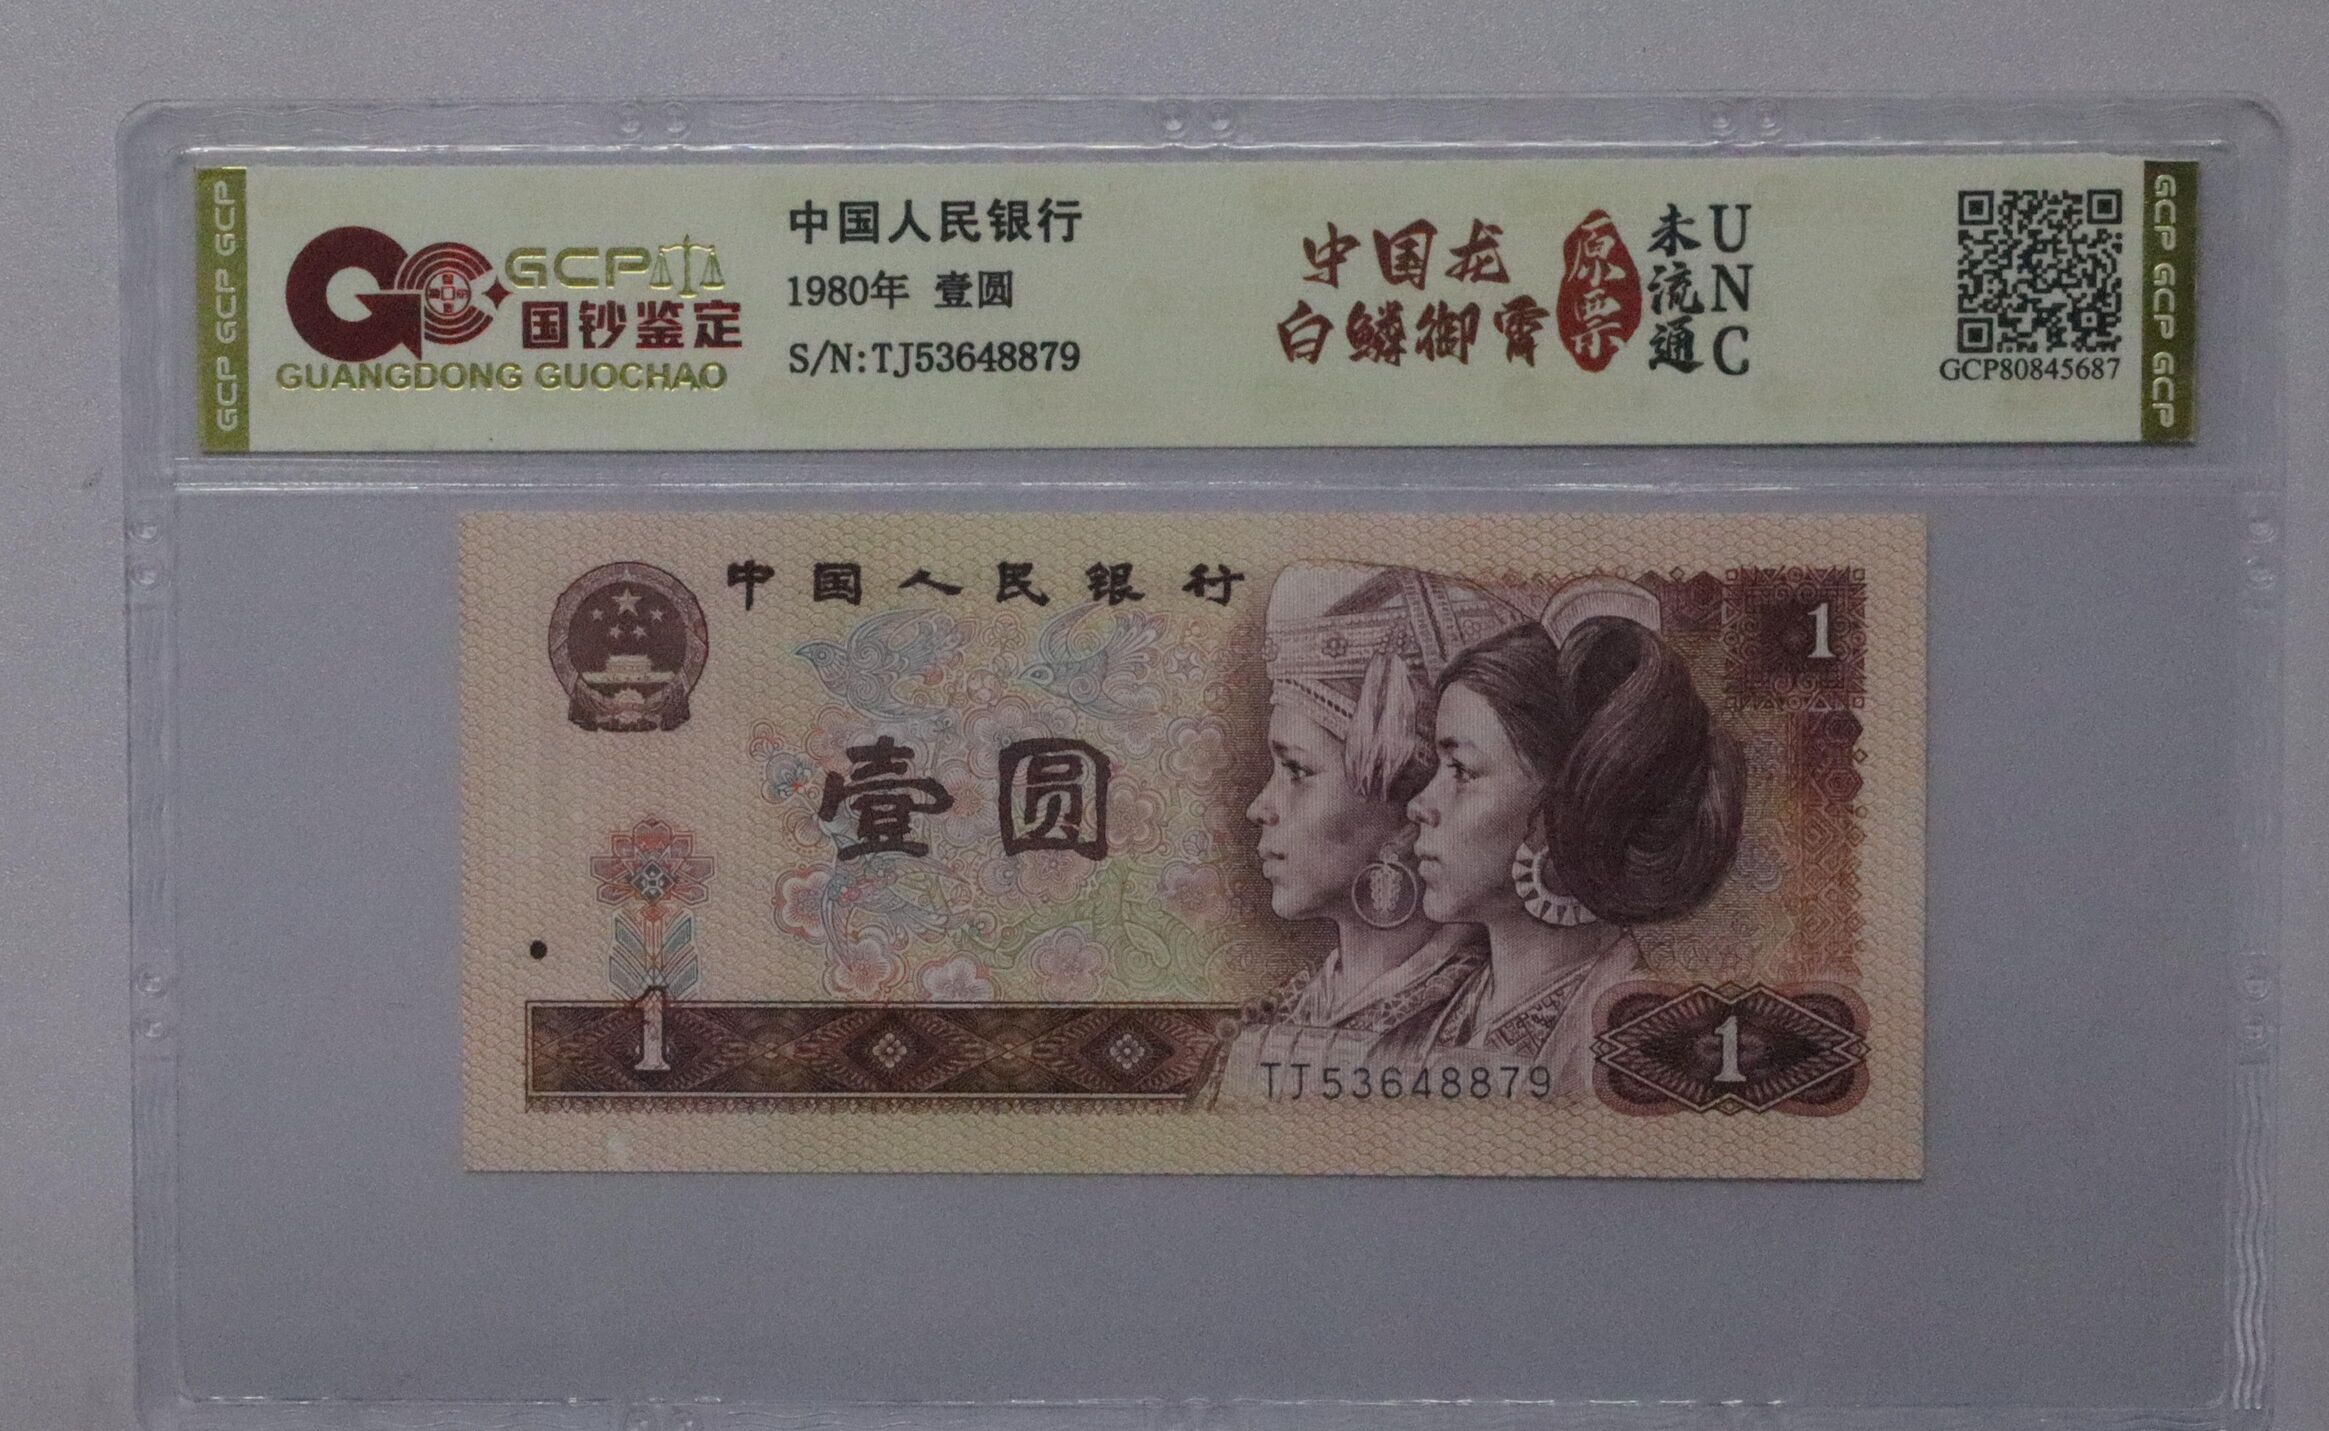 GCP GCP GCP
GCP
国钞鉴定
GUANGDONG GUOCHAO
中国人民银行
1980年 壹圆
S/N:TJ53648879
中国龙
白鳞御霄
原票
未流通
UNC
GCP80845687
GCP GCP GCP
中国人民银行
1
壹圆
1
TJ53648879
1